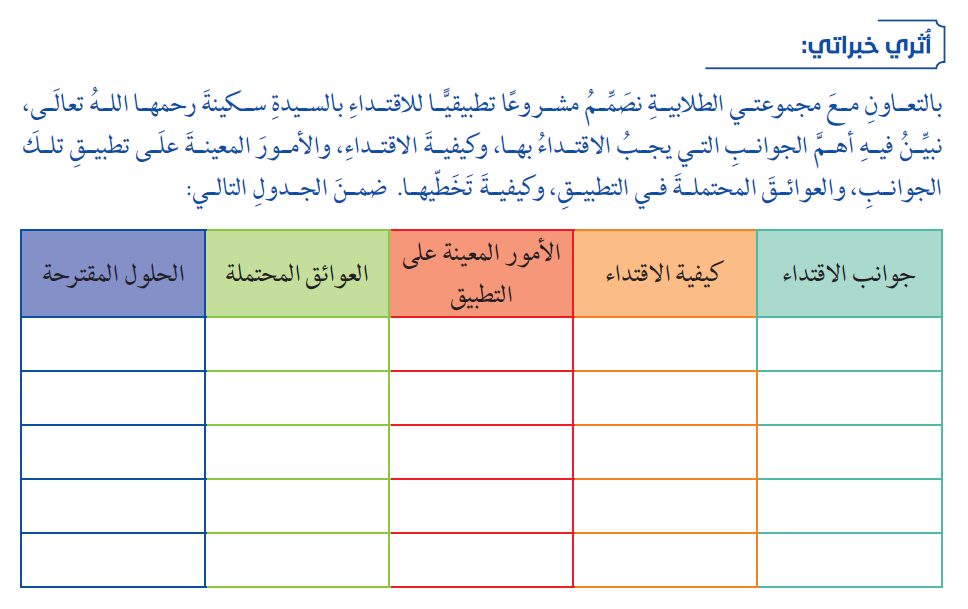 أثري خبراتي:
بالتعاونِ معَ مجموعتي الطلابيةِ نصَمِّمُ مشروعًا تطبيقيًّا للاقتداءِ بالسيدةِ سكينةَ رحمها اللهُ تعالَى،
نبيِّنُ فيهِ أهمَّ الجوانبِ التي يجبُ الاقتداءُ بها، وكيفيةَ الاقتداءِ، والأمورَ المعينةَ علَى تطبيقِ تلكَ
الجوانبِ، والعوائقَ المحتملةَ في التطبيقِ، وكيفيةَ تَخَطّيها. ضمنَ الجدولِ التالي:
جوانب الاقتداء
كيفية الاقتداء
الأمور المعينة على
التطبيق
العوائق المحتملة
الحلول المقترحة